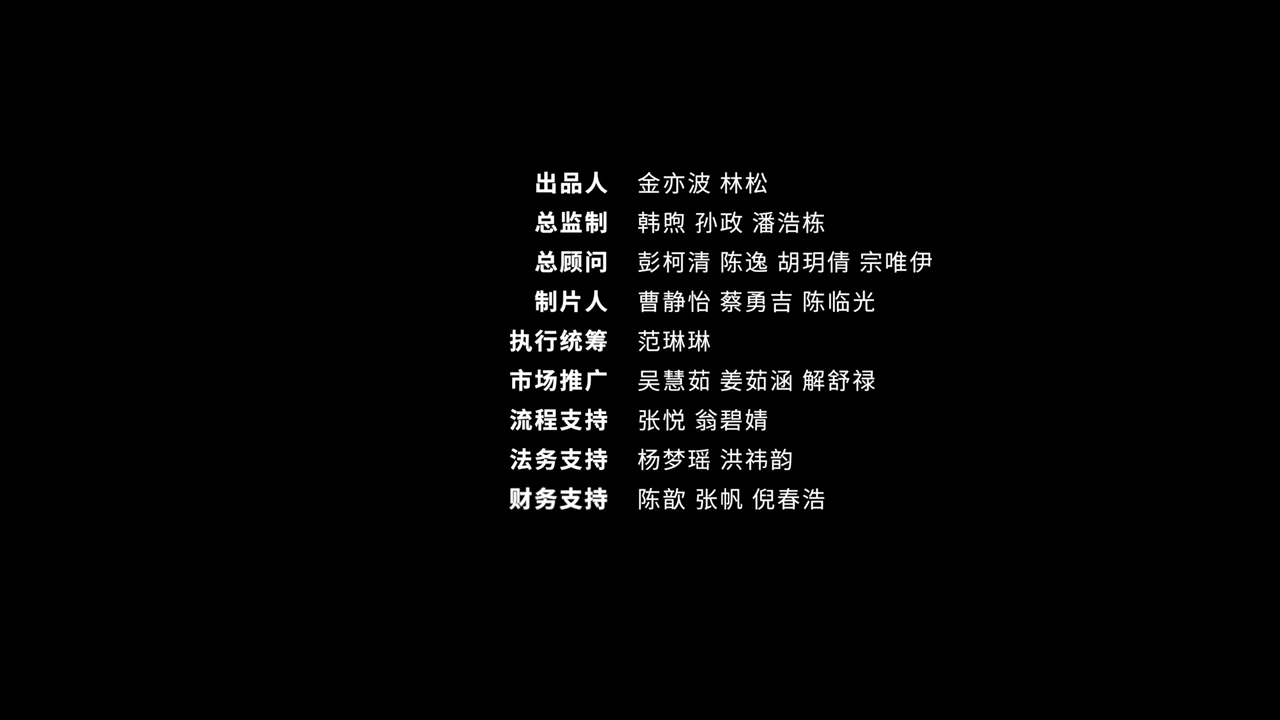 出品人 金亦波 林松
总监制 韩煦 孙政 潘浩栋
总顾问 彭柯清 陈逸 胡玥倩 宗唯伊
制片人 曹静怡 蔡勇吉 陈临光
执行统筹 范琳琳
市场推广 吴慧茹 姜茹涵 解舒禄
流程支持 张悦 翁碧婧
法务支持 杨梦瑶 洪祎韵
财务支持 陈歆 张帆 倪春浩